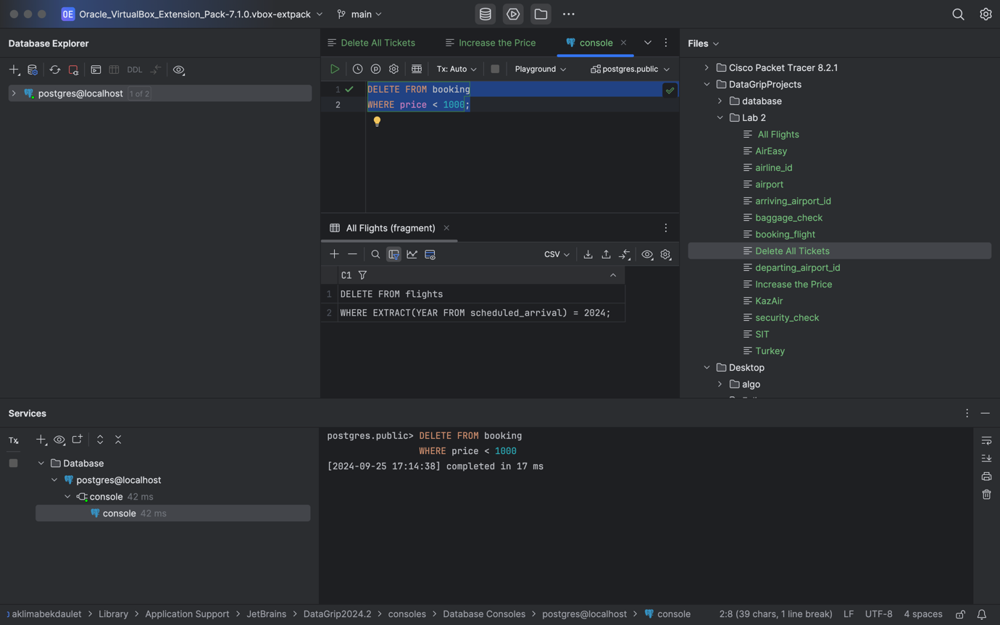 OE Oracle_VirtualBox_Extension_Pack-7.1.0.vbox-extpack main
Database Explorer
DDL
postgres@localhost 1 of 2
Delete All Tickets Increase the Price console
Tx: Auto Playground postgres.public
1 DELETE FROM booking
2 WHERE price < 1000;
All Flights (fragment)
CSV
C1
1 DELETE FROM flights
2 WHERE EXTRACT(YEAR FROM scheduled_arrival) = 2024;
Files
Cisco Packet Tracer 8.2.1
DataGripProjects
database
Lab 2
All Flights
AirEasy
airline_id
airport
arriving_airport_id
baggage_check
booking_flight
Delete All Tickets
departing_airport_id
Increase the Price
KazAir
security_check
SIT
Turkey
Desktop
algo
Services
Tx
Database
postgres@localhost
console 42 ms
console 42 ms
postgres.public> DELETE FROM booking
WHERE price < 1000
[2024-09-25 17:14:38] completed in 17 ms
aklimabekdaulet > Library > Application Support > JetBrains > DataGrip2024.2 > consoles > Database Consoles > postgres@localhost > console 2:8 (39 chars, 1 line break) LF UTF-8 4 spaces